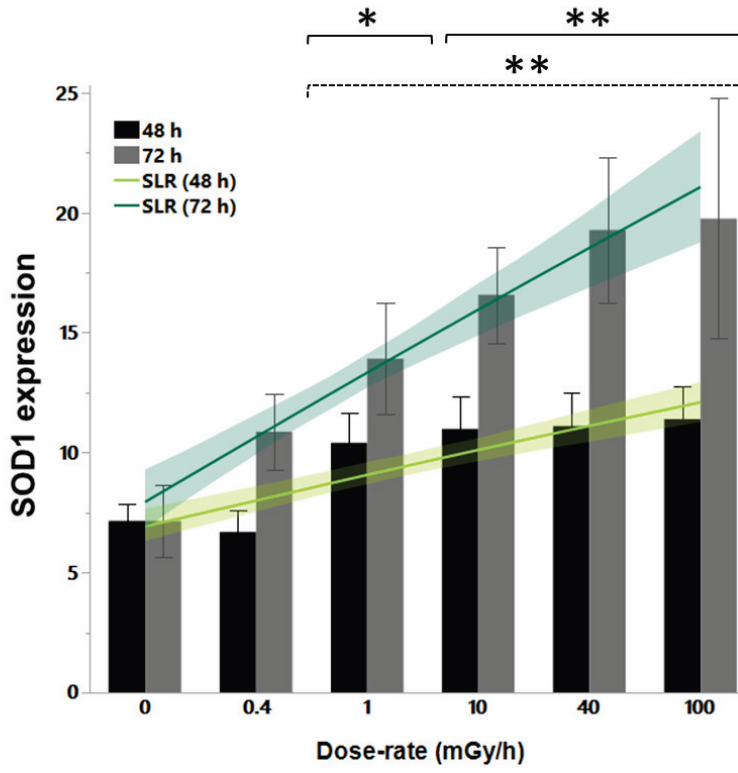 *
**
**
25
48 h
72 h
SLR (48 h)
SLR (72 h)
20
15
10
5
0
SOD1 expression
0 0.4 1 10 40 100
Dose-rate (mGy/h)